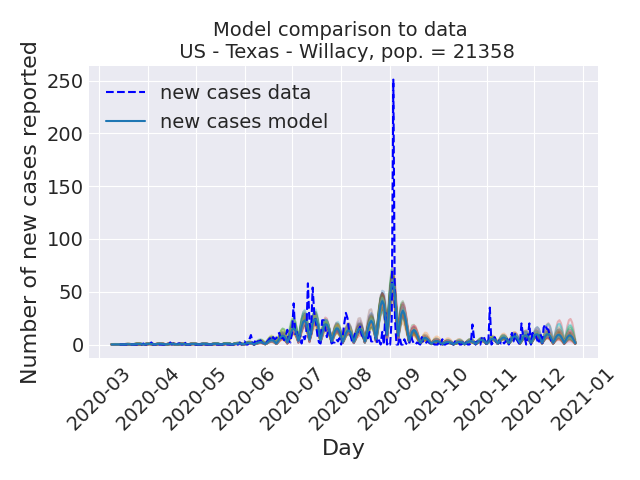 Model comparison to data
US - Texas - Willacy, pop. = 21358
Number of new cases reported
250
200
150
100
50
0
new cases data
new cases model
2020-03
2020-04
2020-05
2020-06
2020-07
2020-08
2020-09
2020-10
2020-11
2020-12
2021-01
Day